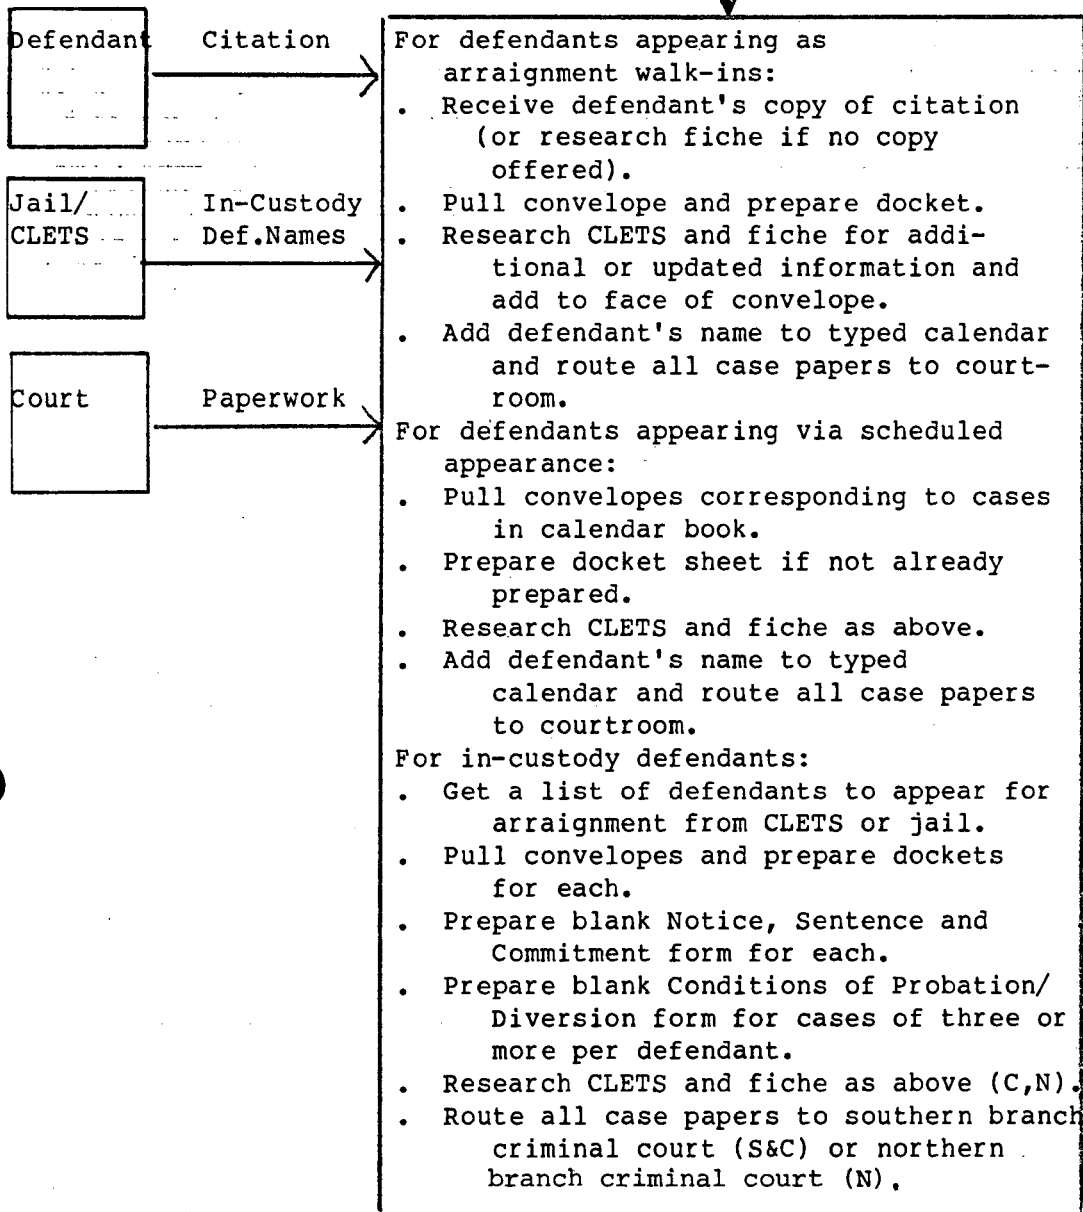 Defendant
Citation
Jail/
CLETS
In-Custody
Def.Names
Court
Paperwork
For defendants appearing as
arraignment walk-ins:
. Receive defendant's copy of citation
(or research fiche if no copy
offered).
. Pull convelope and prepare docket.
. Research CLETS and fiche for addi-
tional or updated information and
add to face of convelope.
. Add defendant's name to typed calendar
and route all case papers to court-
room.
For defendants appearing via scheduled
appearance:
. Pull convelopes corresponding to cases
in calendar book.
. Prepare docket sheet if not already
prepared.
. Research CLETS and fiche as above.
. Add defendant's name to typed
calendar and route all case papers
to courtroom.
For in-custody defendants:
. Get a list of defendants to appear for
arraignment from CLETS or jail.
. Pull convelopes and prepare dockets
for each.
. Prepare blank Notice, Sentence and
Commitment form for each.
. Prepare blank Conditions of Probation/
Diversion form for cases of three or
more per defendant.
. Research CLETS and fiche as above (C,N).
. Route all case papers to southern branch
criminal court (S&C) or northern
branch criminal court (N).